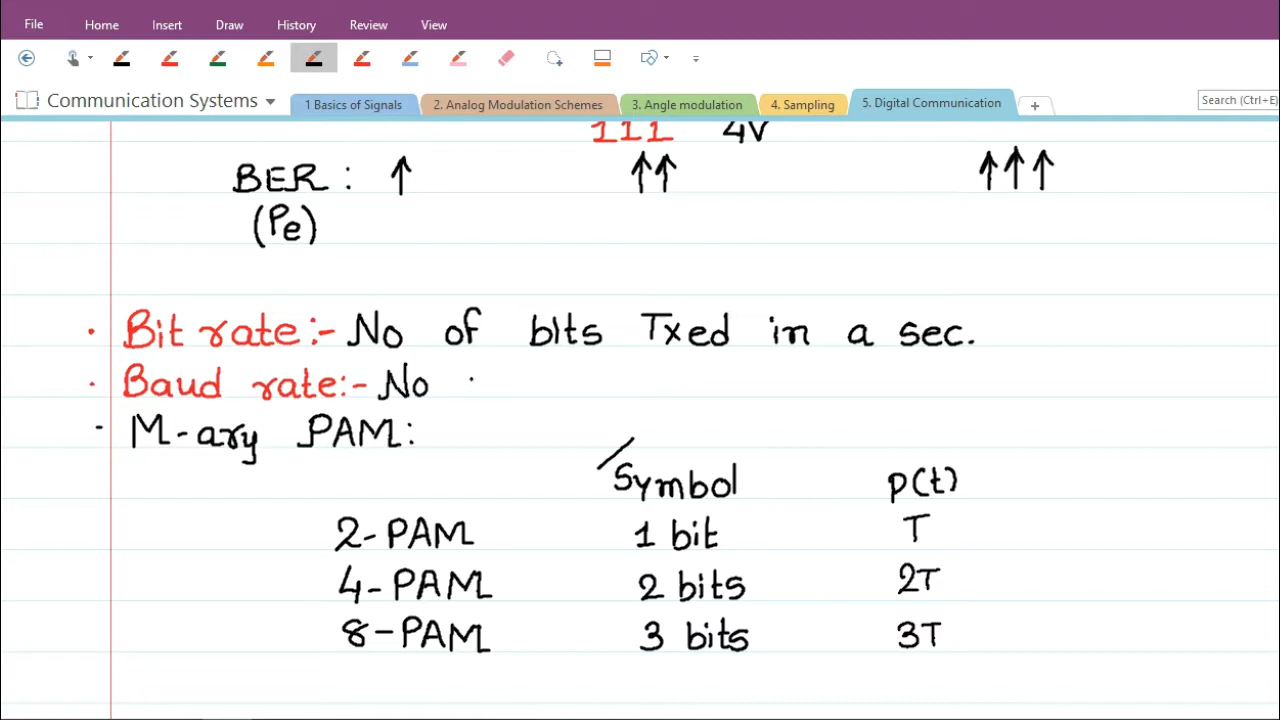 File Home Insert Draw History Review View
Communication Systems 1 Basics of Signals 2. Analog Modulation Schemes 3. Angle modulation 4. Sampling 5. Digital Communication + Search (Ctrl+E)
111 4V
BER : ↑ ↑↑ ↑↑↑
(Pe)
• Bit rate:- No of bits Txed in a sec.
• Baud rate:- No
• M-ary PAM:
/Symbol p(t)
2-PAM 1 bit T
4-PAM 2 bits 2T
8-PAM 3 bits 3T